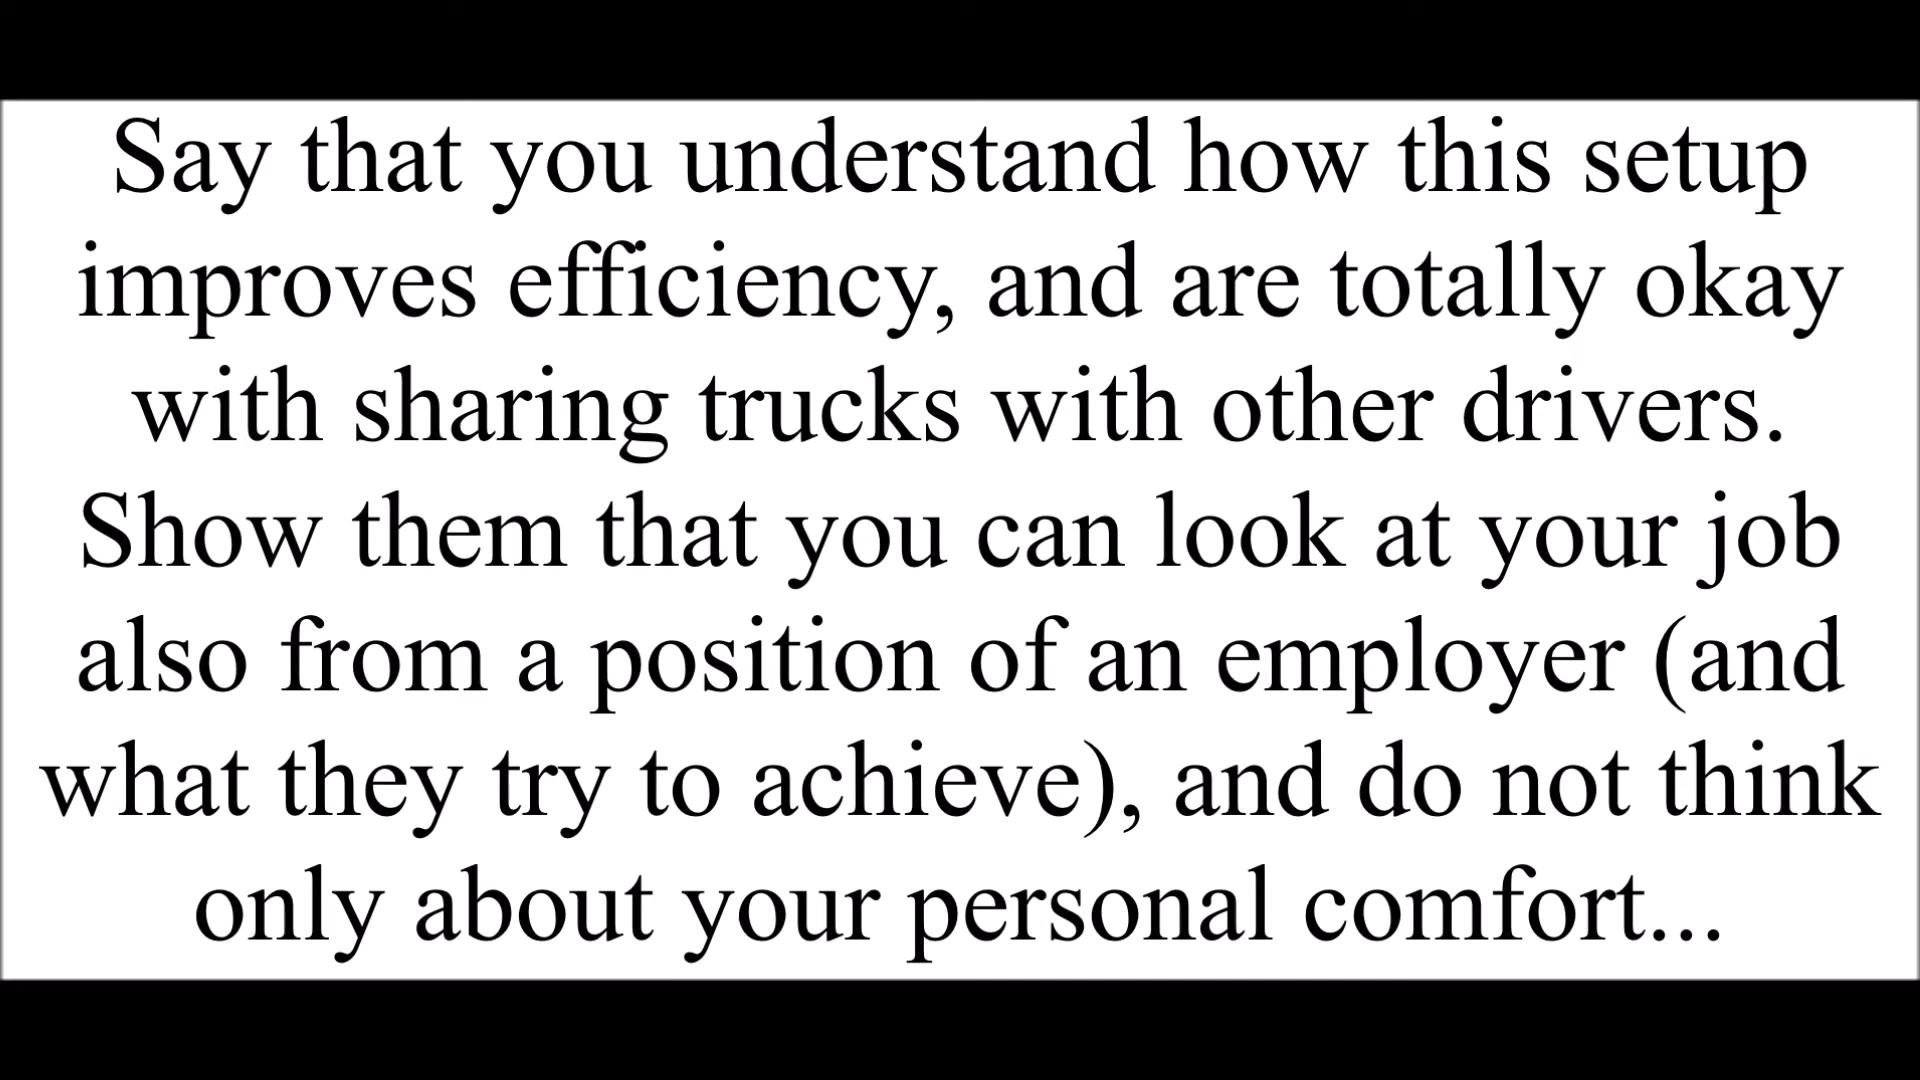 Say that you understand how this setup
improves efficiency, and are totally okay
with sharing trucks with other drivers.
Show them that you can look at your job
also from a position of an employer (and
what they try to achieve), and do not think
only about your personal comfort...